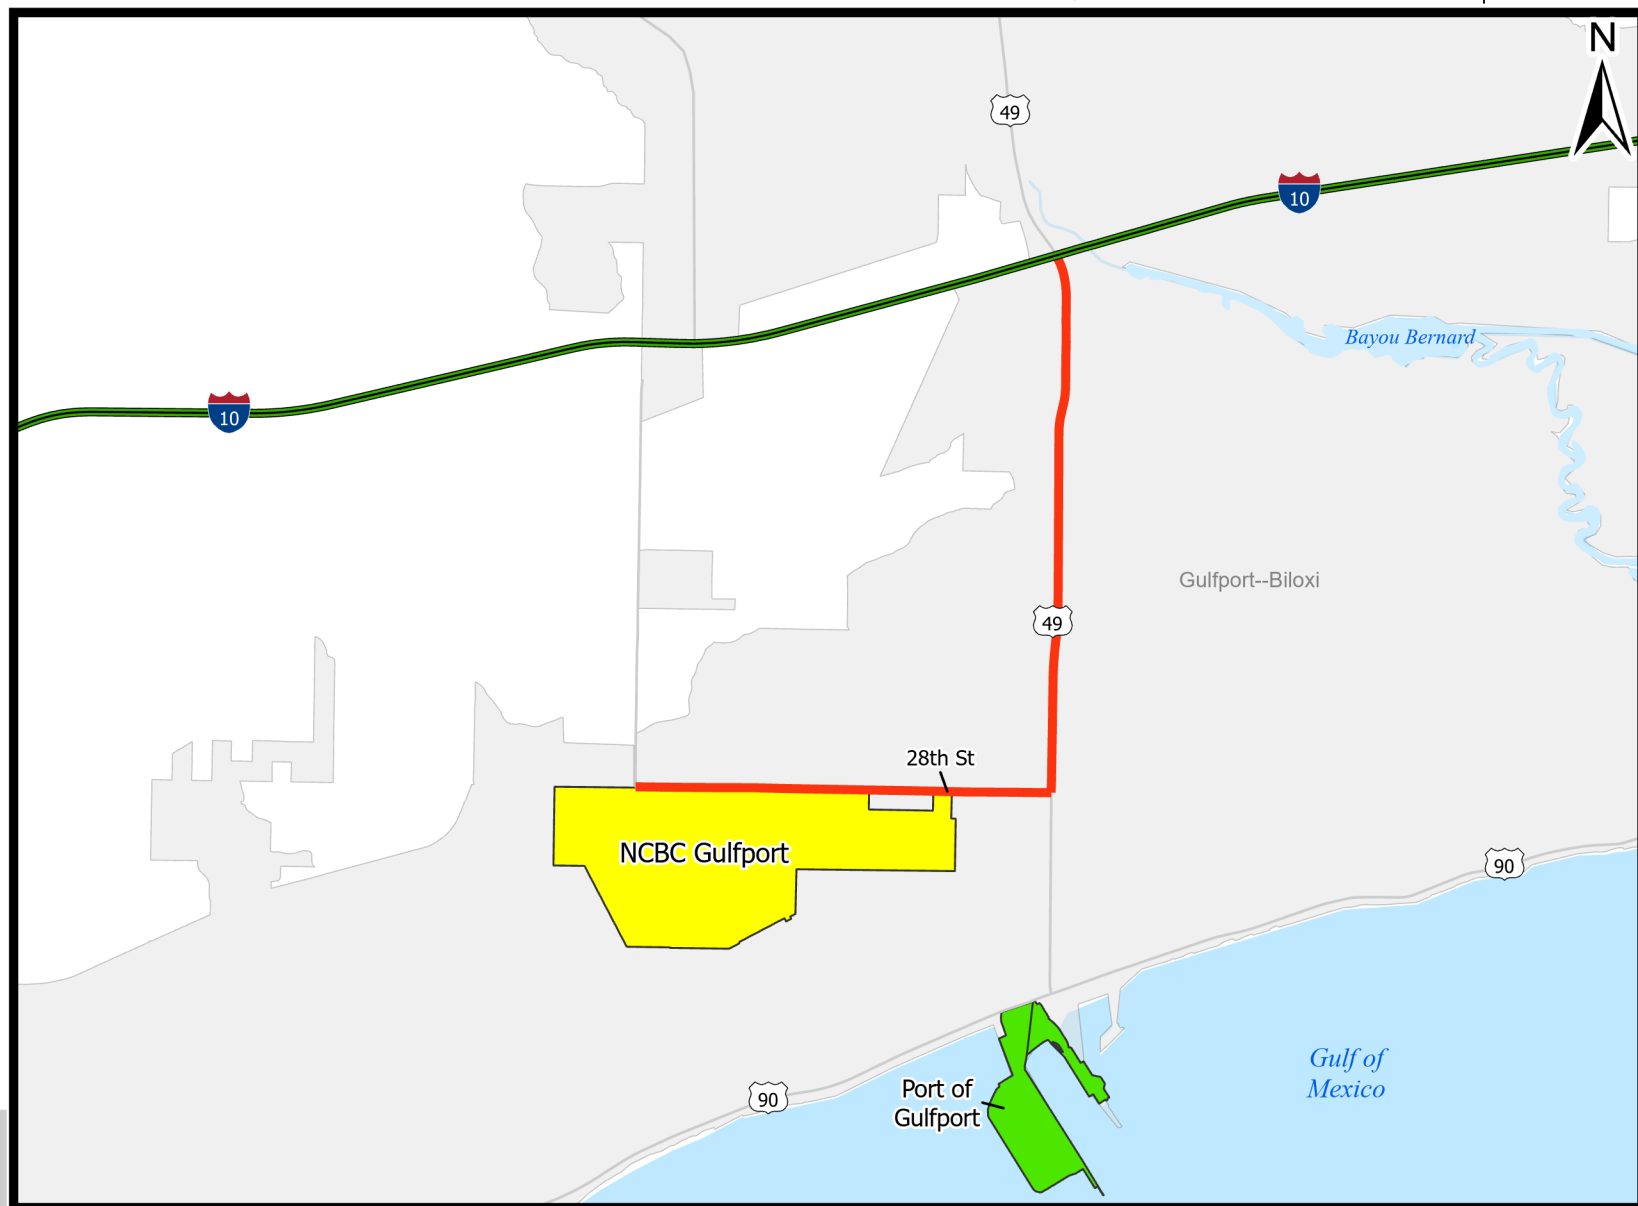 N
49
10
Bayou Bernard
10
Gulfport--Biloxi
49
28th St
NCBC Gulfport
90
Gulf of
Mexico
Port of
Gulfport
90